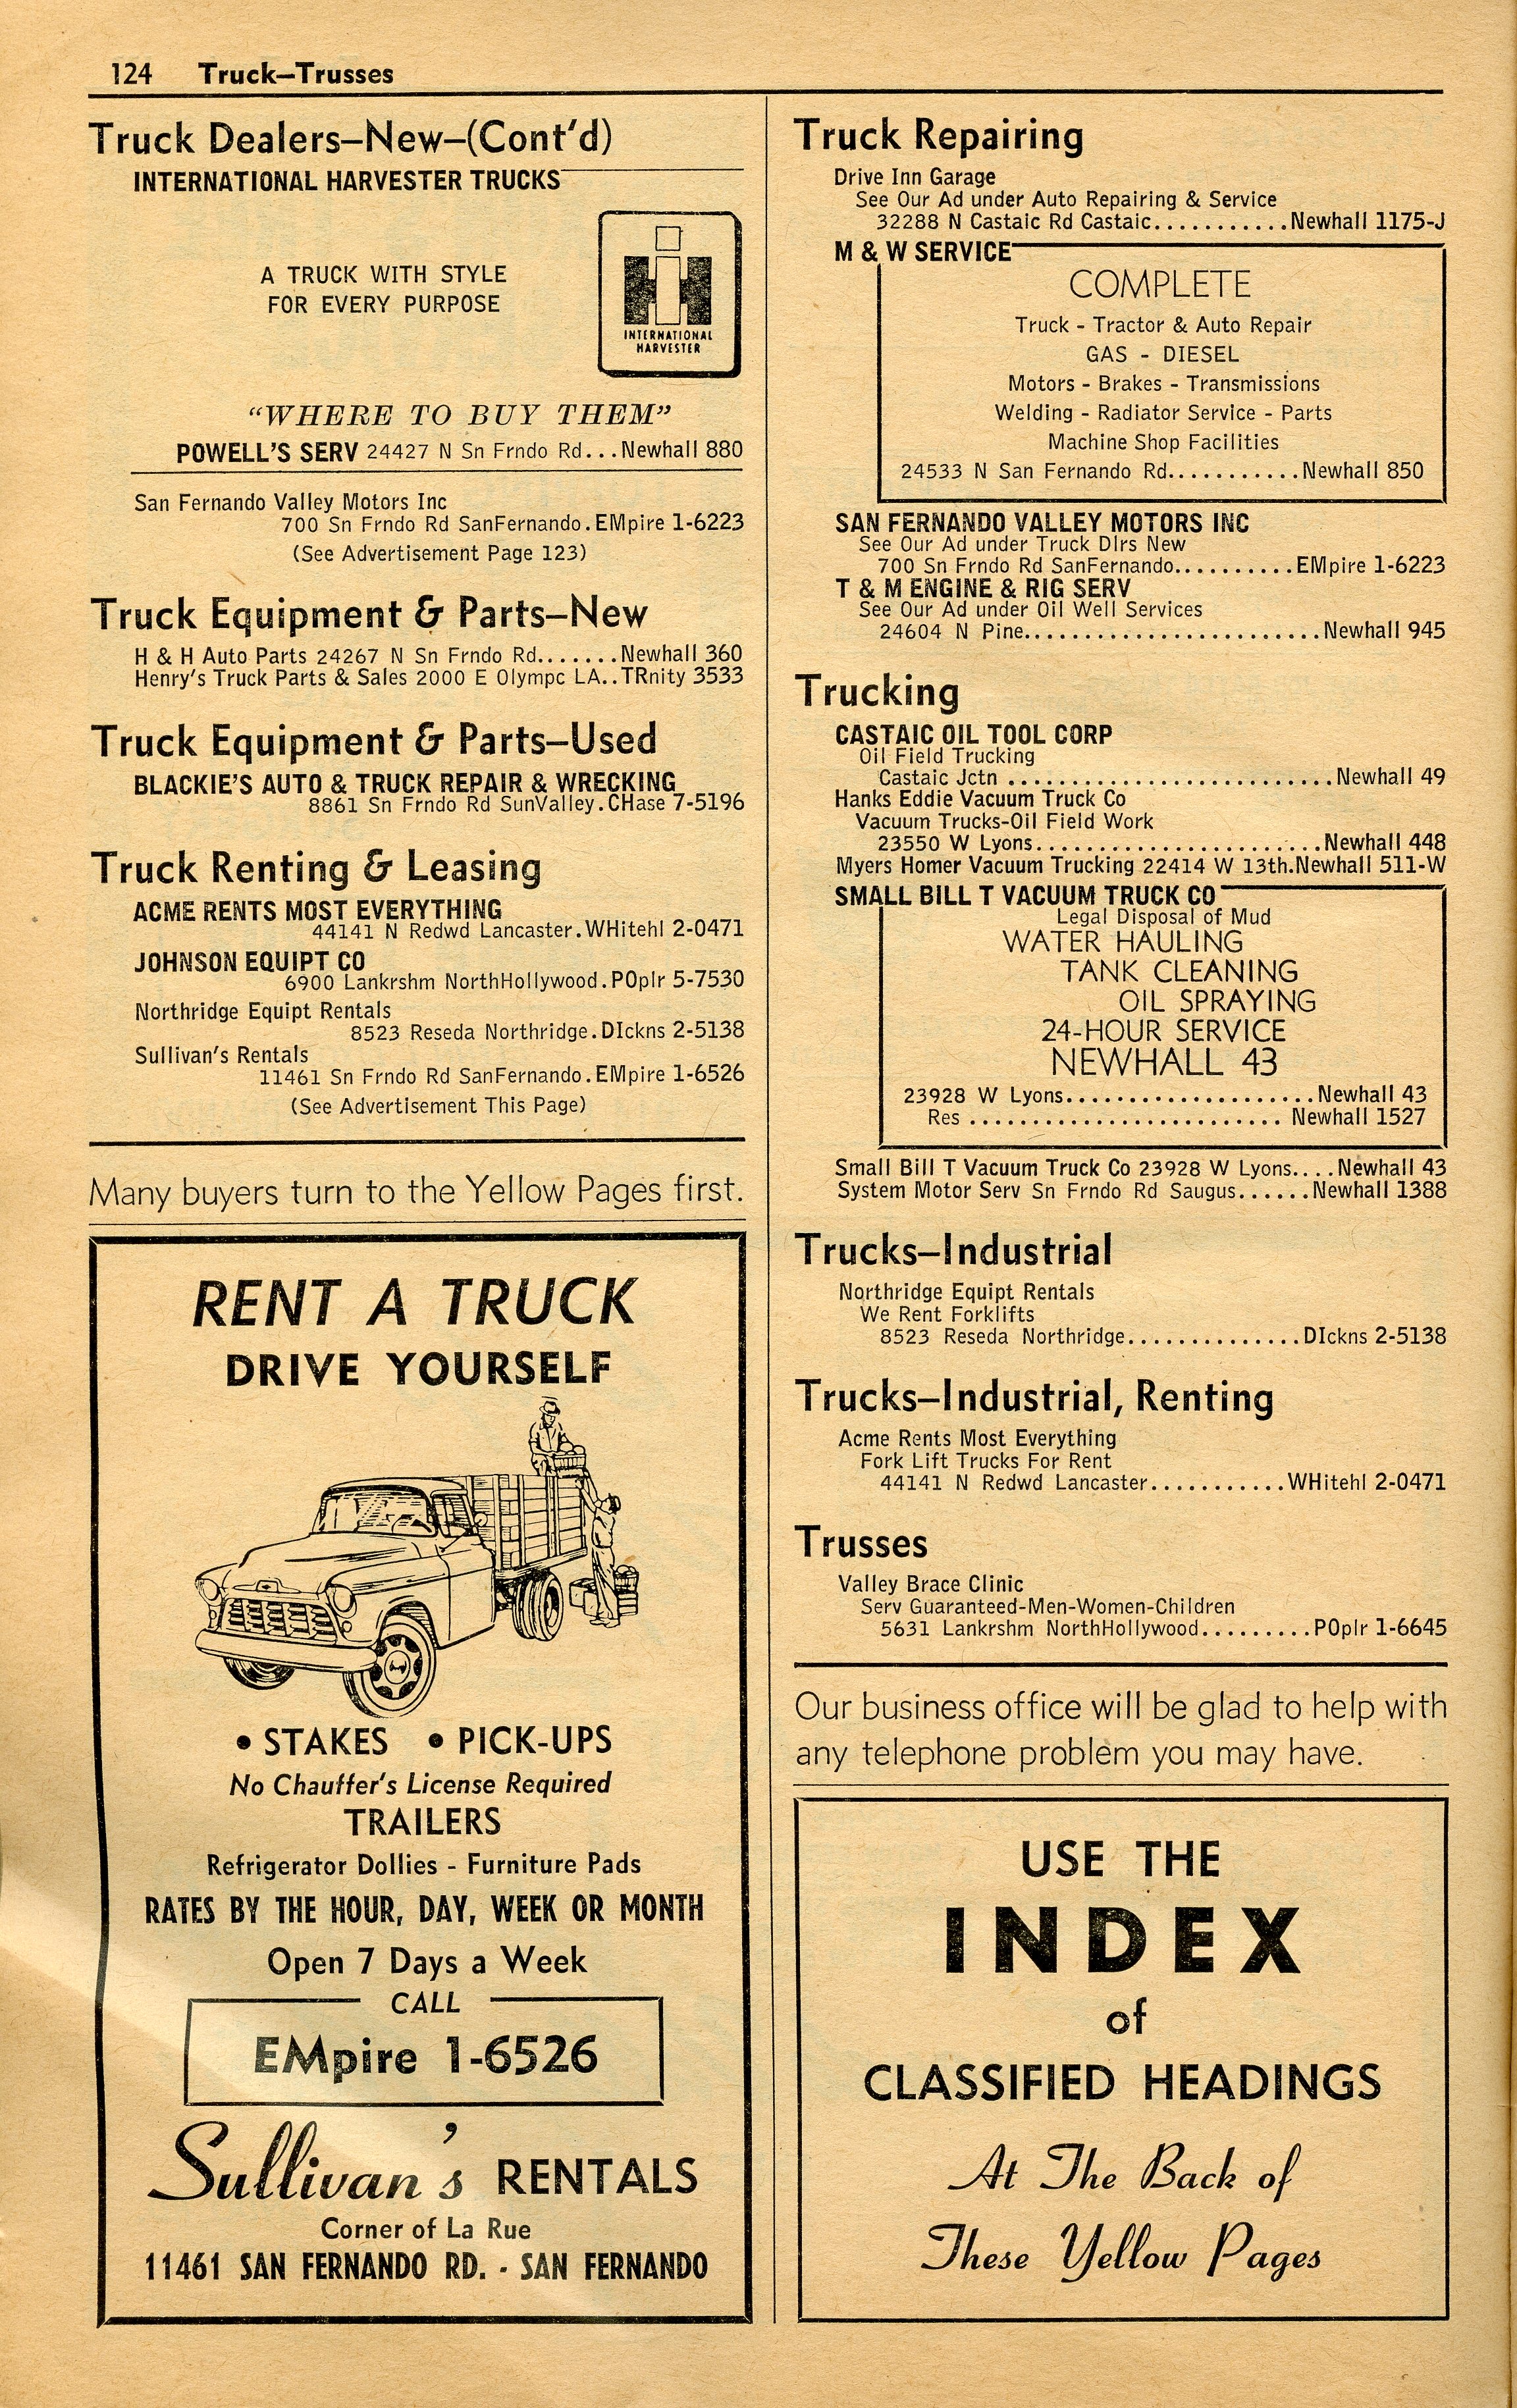 124 Truck—Trusses
Truck Dealers—New—(Cont'd)
INTERNATIONAL HARVESTER TRUCKS
A TRUCK WITH STYLE
FOR EVERY PURPOSE
INTERNATIONAL
HARVESTER
"WHERE TO BUY THEM"
POWELL'S SERV 24427 N Sn Frndo Rd...Newhall 880
San Fernando Valley Motors Inc
700 Sn Frndo Rd SanFernando.EMpire 1-6223
(See Advertisement Page 123)
Truck Equipment & Parts—New
H & H Auto Parts 24267 N Sn Frndo Rd.......Newhall 360
Henry's Truck Parts & Sales 2000 E Olympc LA..TRnity 3533
Truck Equipment & Parts—Used
BLACKIE'S AUTO & TRUCK REPAIR & WRECKING
8861 Sn Frndo Rd SunValley.CHase 7-5196
Truck Renting & Leasing
ACME RENTS MOST EVERYTHING
44141 N Redwd Lancaster.WHitehl 2-0471
JOHNSON EQUIPT CO
6900 Lankrshm NorthHollywood.POplr 5-7530
Northridge Equipt Rentals
8523 Reseda Northridge.DIckns 2-5138
Sullivan's Rentals
11461 Sn Frndo Rd SanFernando.EMpire 1-6526
(See Advertisement This Page)
Many buyers turn to the Yellow Pages first.
RENT A TRUCK
DRIVE YOURSELF
• STAKES • PICK-UPS
No Chauffer's License Required
TRAILERS
Refrigerator Dollies - Furniture Pads
RATES BY THE HOUR, DAY, WEEK OR MONTH
Open 7 Days a Week
CALL
EMpire 1-6526
Sullivan's RENTALS
Corner of La Rue
11461 SAN FERNANDO RD. - SAN FERNANDO
Truck Repairing
Drive Inn Garage
See Our Ad under Auto Repairing & Service
32288 N Castaic Rd Castaic...........Newhall 1175-J
M & W SERVICE
COMPLETE
Truck - Tractor & Auto Repair
GAS - DIESEL
Motors - Brakes - Transmissions
Welding - Radiator Service - Parts
Machine Shop Facilities
24533 N San Fernando Rd...........Newhall 850
SAN FERNANDO VALLEY MOTORS INC
See Our Ad under Truck Dlrs New
700 Sn Frndo Rd SanFernando..........EMpire 1-6223
T & M ENGINE & RIG SERV
See Our Ad under Oil Well Services
24604 N Pine.......................Newhall 945
Trucking
CASTAIC OIL TOOL CORP
Oil Field Trucking
Castaic Jctn ..........................Newhall 49
Hanks Eddie Vacuum Truck Co
Vacuum Trucks-Oil Field Work
23550 W Lyons.......................Newhall 448
Myers Homer Vacuum Trucking 22414 W 13th.Newhall 511-W
SMALL BILL T VACUUM TRUCK CO
Legal Disposal of Mud
WATER HAULING
TANK CLEANING
OIL SPRAYING
24-HOUR SERVICE
NEWHALL 43
23928 W Lyons....................Newhall 43
Res ......................... Newhall 1527
Small Bill T Vacuum Truck Co 23928 W Lyons....Newhall 43
System Motor Serv Sn Frndo Rd Saugus......Newhall 1388
Trucks—Industrial
Northridge Equipt Rentals
We Rent Forklifts
8523 Reseda Northridge..............DIckns 2-5138
Trucks—Industrial, Renting
Acme Rents Most Everything
Fork Lift Trucks For Rent
44141 N Redwd Lancaster...........WHitehl 2-0471
Trusses
Valley Brace Clinic
Serv Guaranteed-Men-Women-Children
5631 Lankrshm NorthHollywood.........POplr 1-6645
Our business office will be glad to help with
any telephone problem you may have.
USE THE
INDEX
of
CLASSIFIED HEADINGS
At The Back of
These Yellow Pages